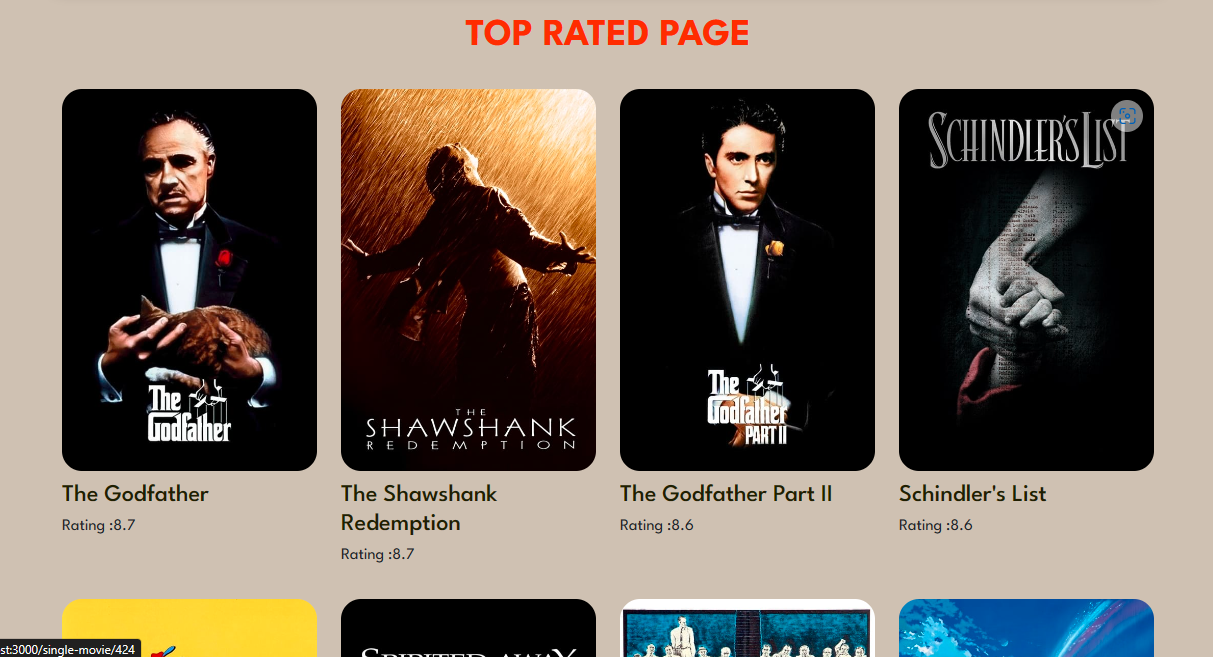 TOP RATED PAGE
SCHINDLER'S LIST
The
Godfather
THE
SHAWSHANK
REDEMPTION
The
Godfather
PART II
The Godfather
The Shawshank
Redemption
The Godfather Part II
Schindler's List
Rating :8.7
Rating :8.7
Rating :8.6
Rating :8.6
SPIRITED AWAY
st:3000/single-movie/424